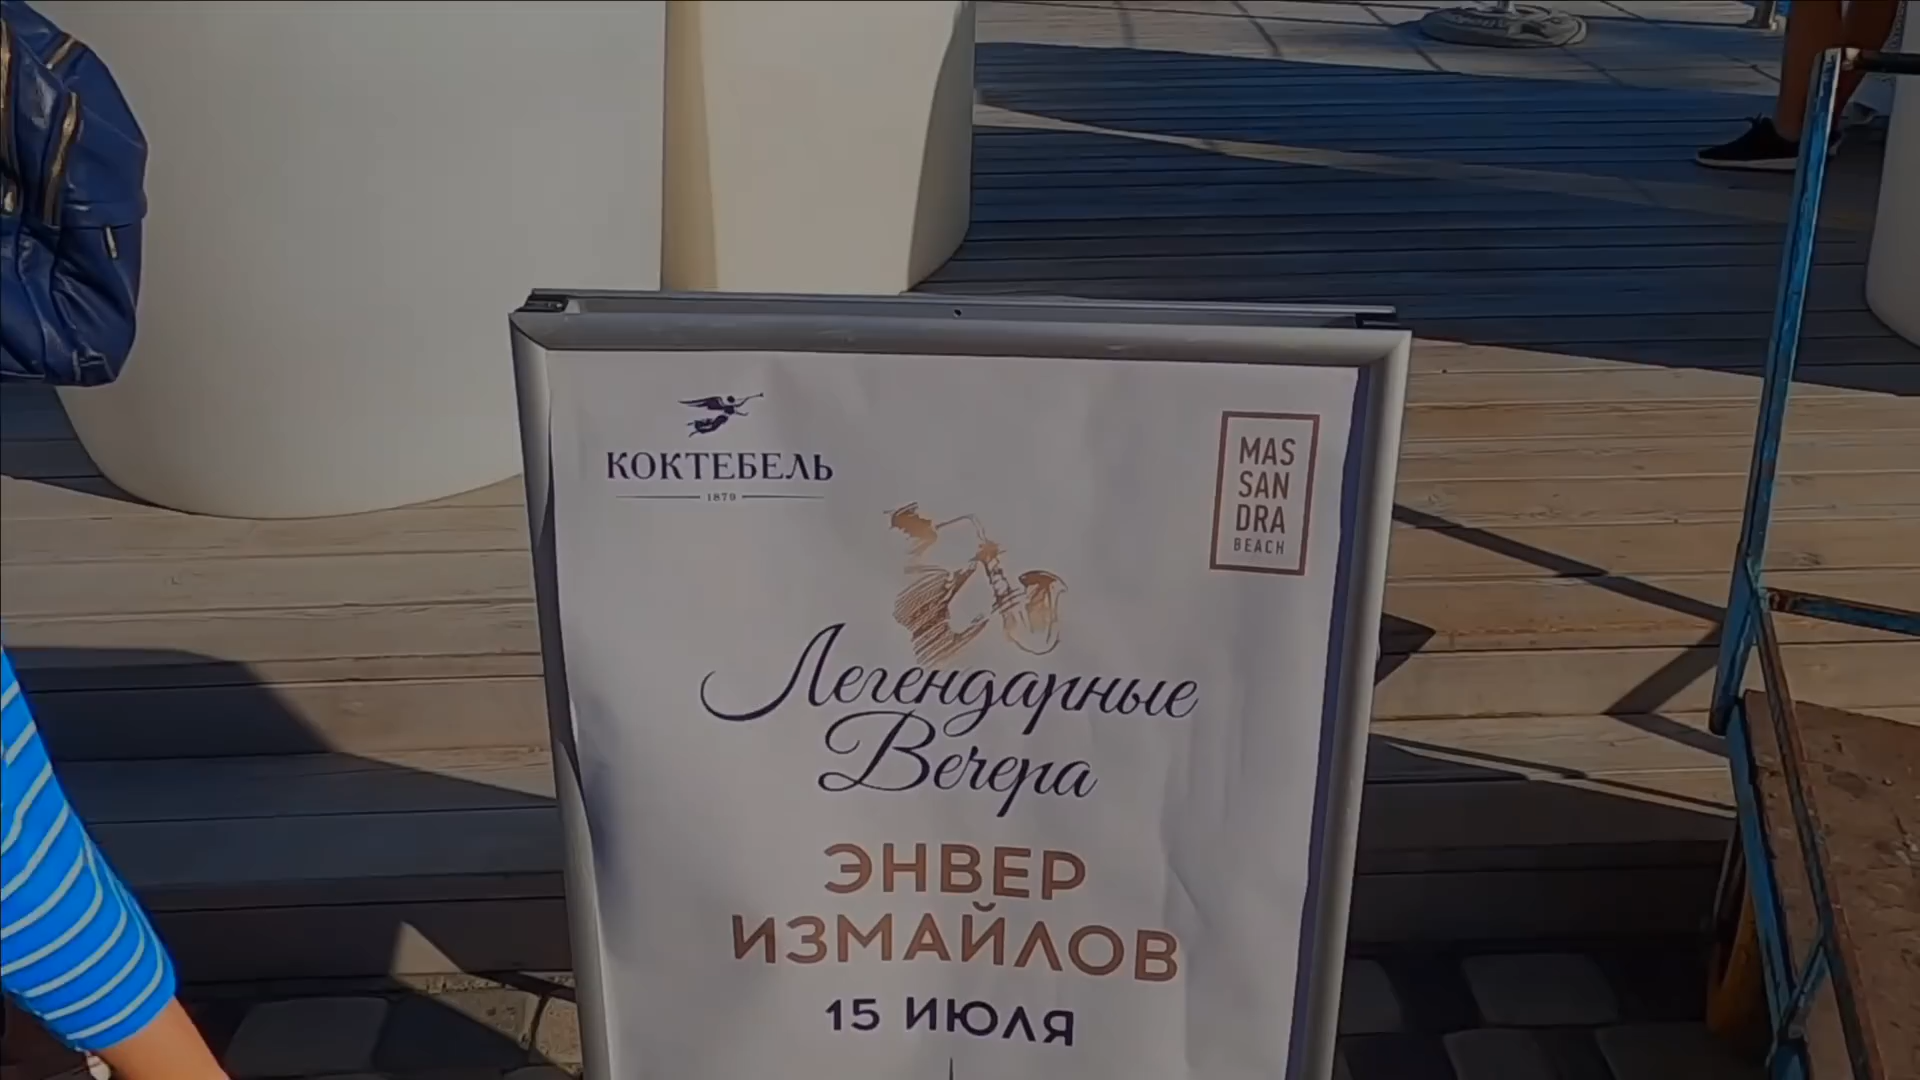 КОКТЕБЕЛЬ
1879
MAS
SAN
DRA
BEACH
Легендарные
Вечера
ЭНВЕР
ИЗМАЙЛОВ
15 ИЮЛЯ